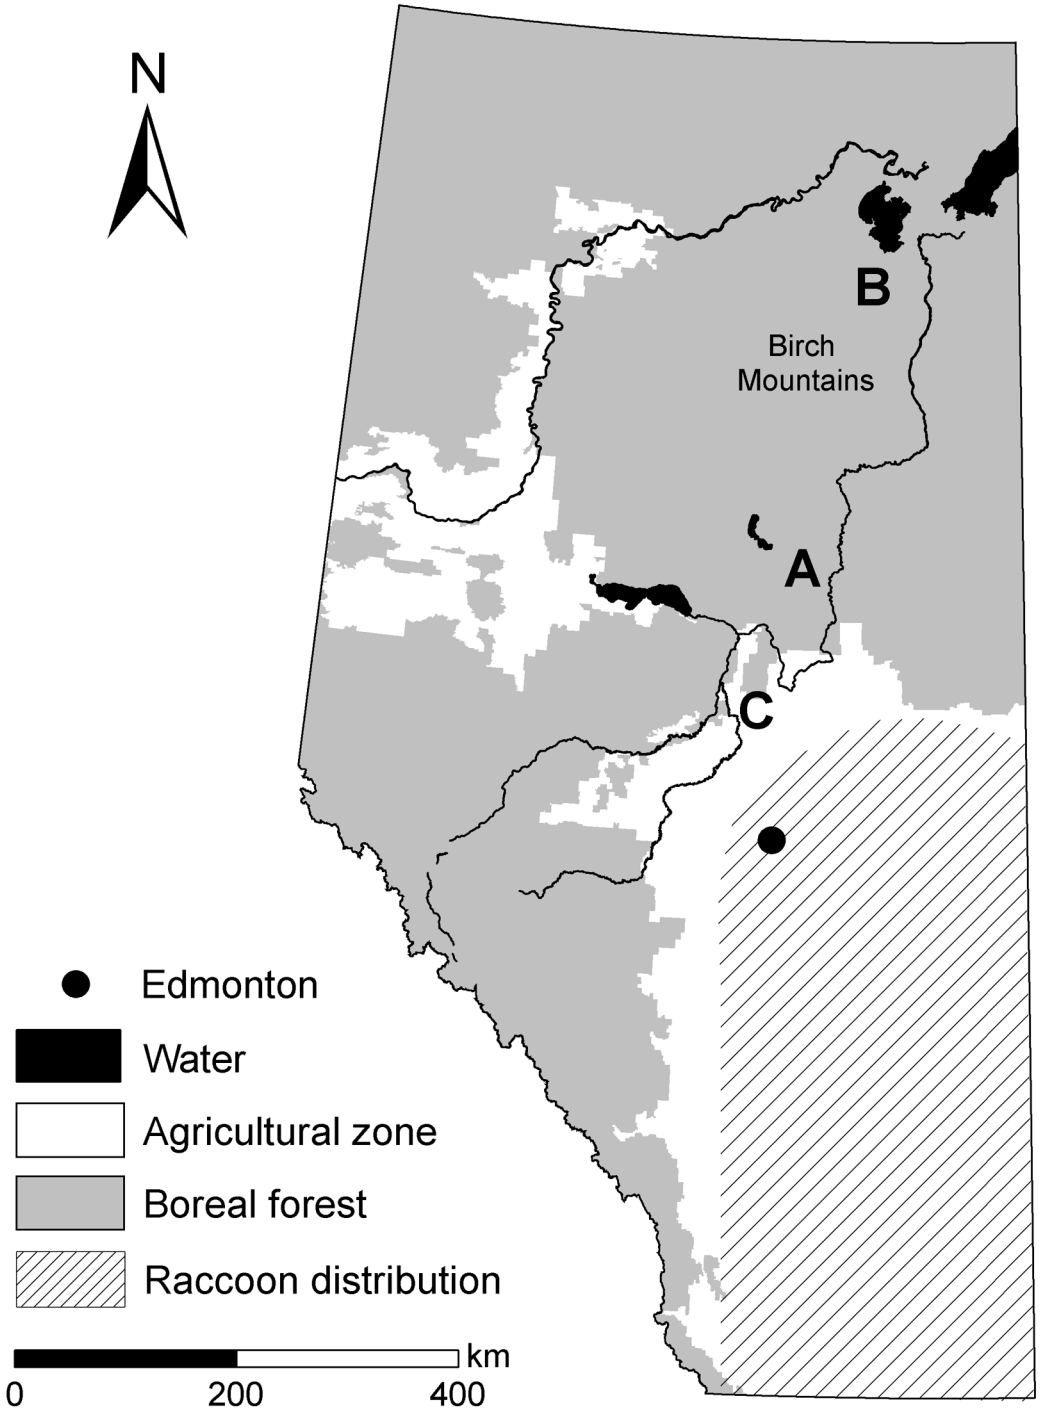 N
B
Birch
Mountains
A
C
Edmonton
Water
Agricultural zone
Boreal forest
Raccoon distribution
km
0 200 400